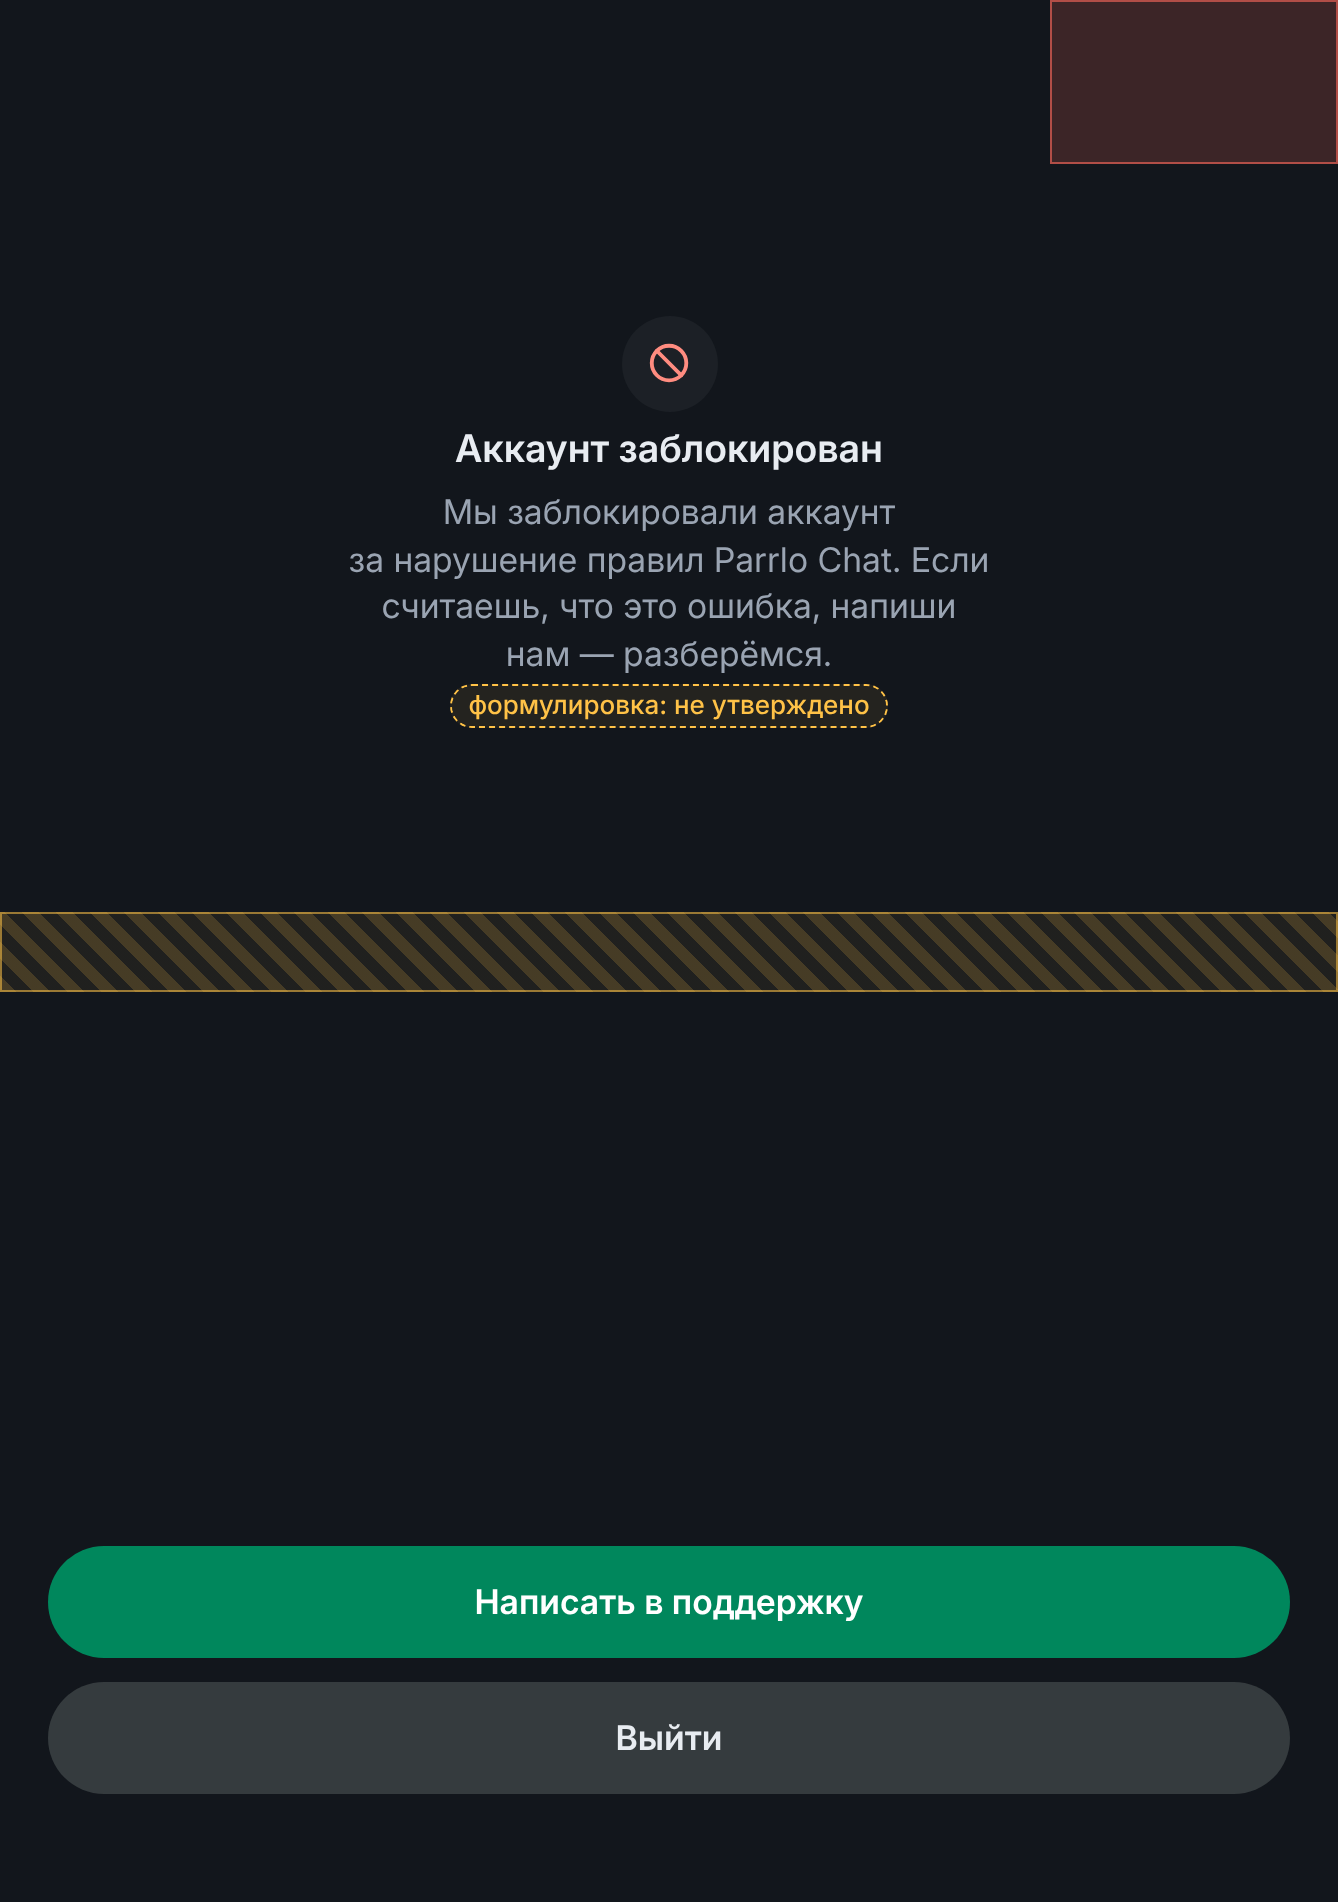 Аккаунт заблокирован
Мы заблокировали аккаунт
за нарушение правил Parrlo Chat. Если
считаешь, что это ошибка, напиши
нам — разберёмся.
формулировка: не утверждено
Написать в поддержку
Выйти